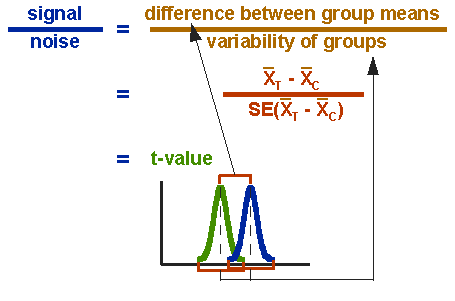 signal = difference between group means
noise variability of groups
= X̅T - X̅C
SE(X̅T - X̅C)
= t-value